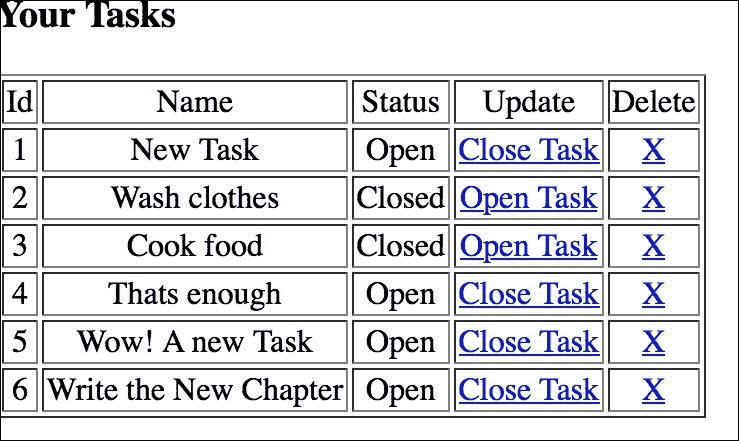 Your Tasks
Id Name Status Update Delete
1 New Task Open Close Task X
2 Wash clothes Closed Open Task X
3 Cook food Closed Open Task X
4 Thats enough Open Close Task X
5 Wow! A new Task Open Close Task X
6 Write the New Chapter Open Close Task X